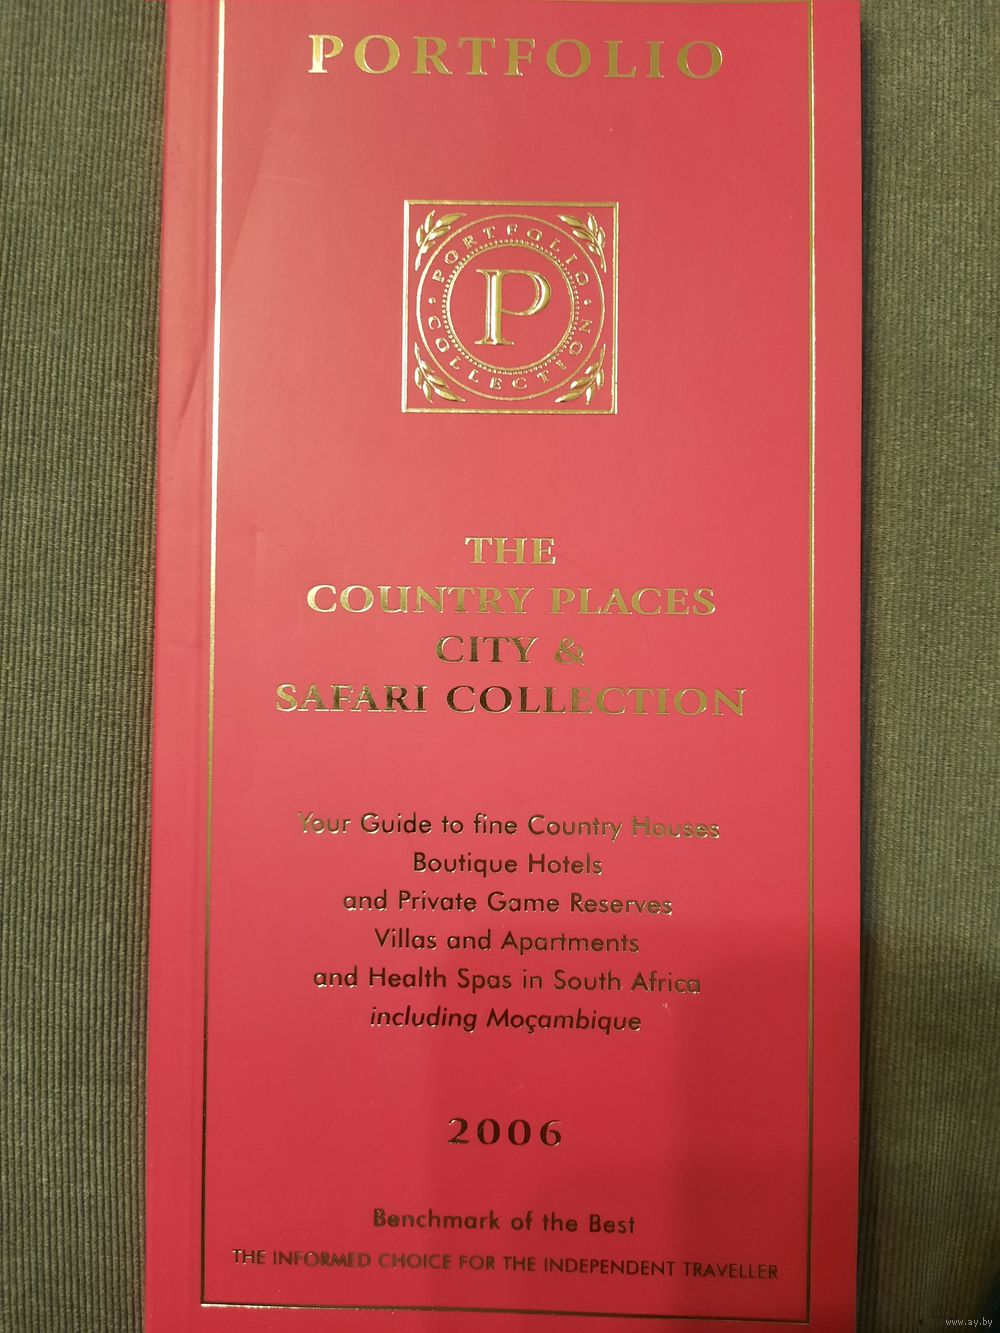 PORTFOLIO
PORTFOLIO
P
COLLECTION
THE
COUNTRY PLACES
CITY &
SAFARI COLLECTION
Your Guide to fine Country Houses
Boutique Hotels
and Private Game Reserves
Villas and Apartments
and Health Spas in South Africa
including Moçambique
2006
Benchmark of the Best
THE INFORMED CHOICE FOR THE INDEPENDENT TRAVELLER
www.ay.by